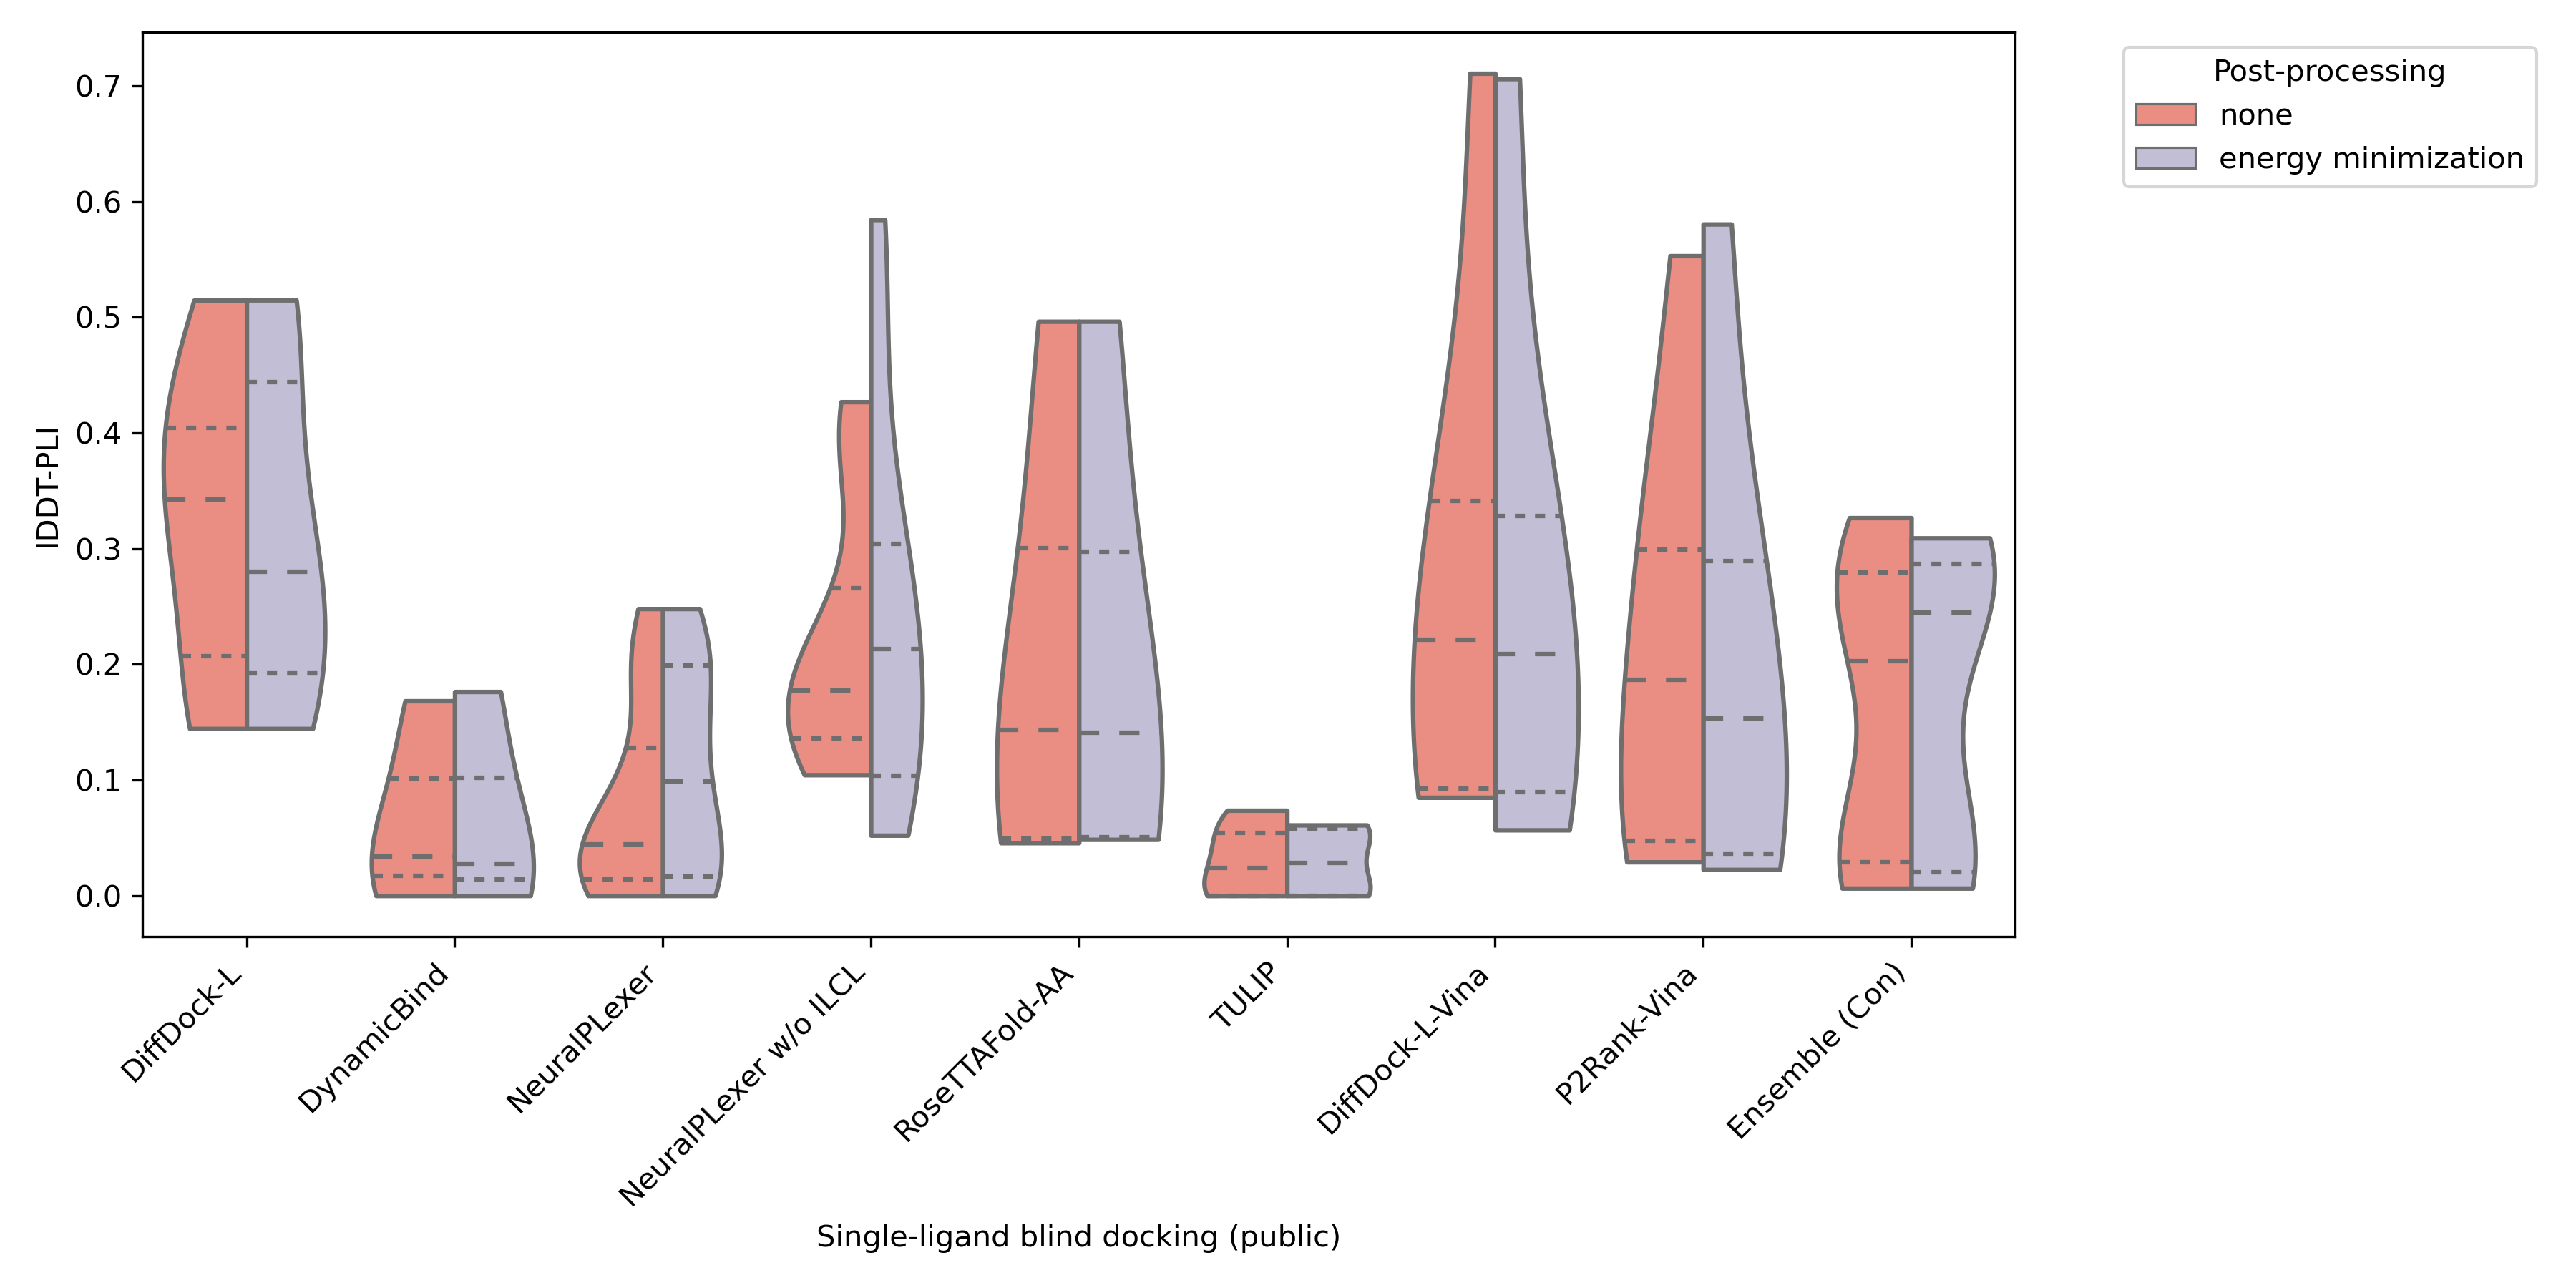 Post-processing
none
energy minimization
lDDT-PLI
0.7
0.6
0.5
0.4
0.3
0.2
0.1
0.0
DiffDock-L
DynamicBind
NeuralPLexer
NeuralPLexer w/o ILCL
RoseTTAFold-AA
TULIP
DiffDock-L-Vina
P2Rank-Vina
Ensemble (Con)
Single-ligand blind docking (public)